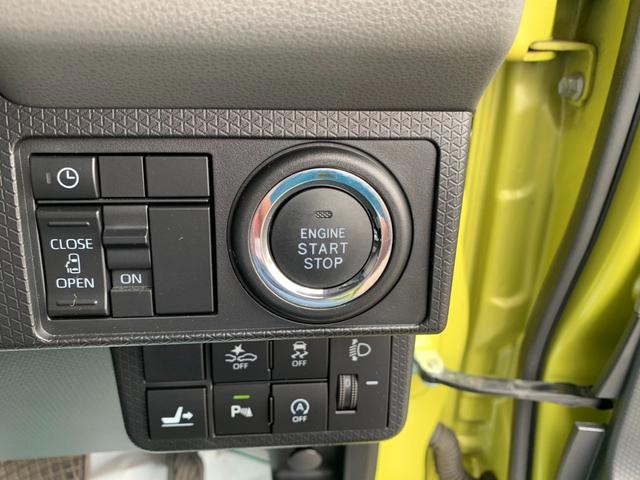 ENGINE
START
STOP
CLOSE
OPEN
ON
OFF
OFF
P
A
OFF